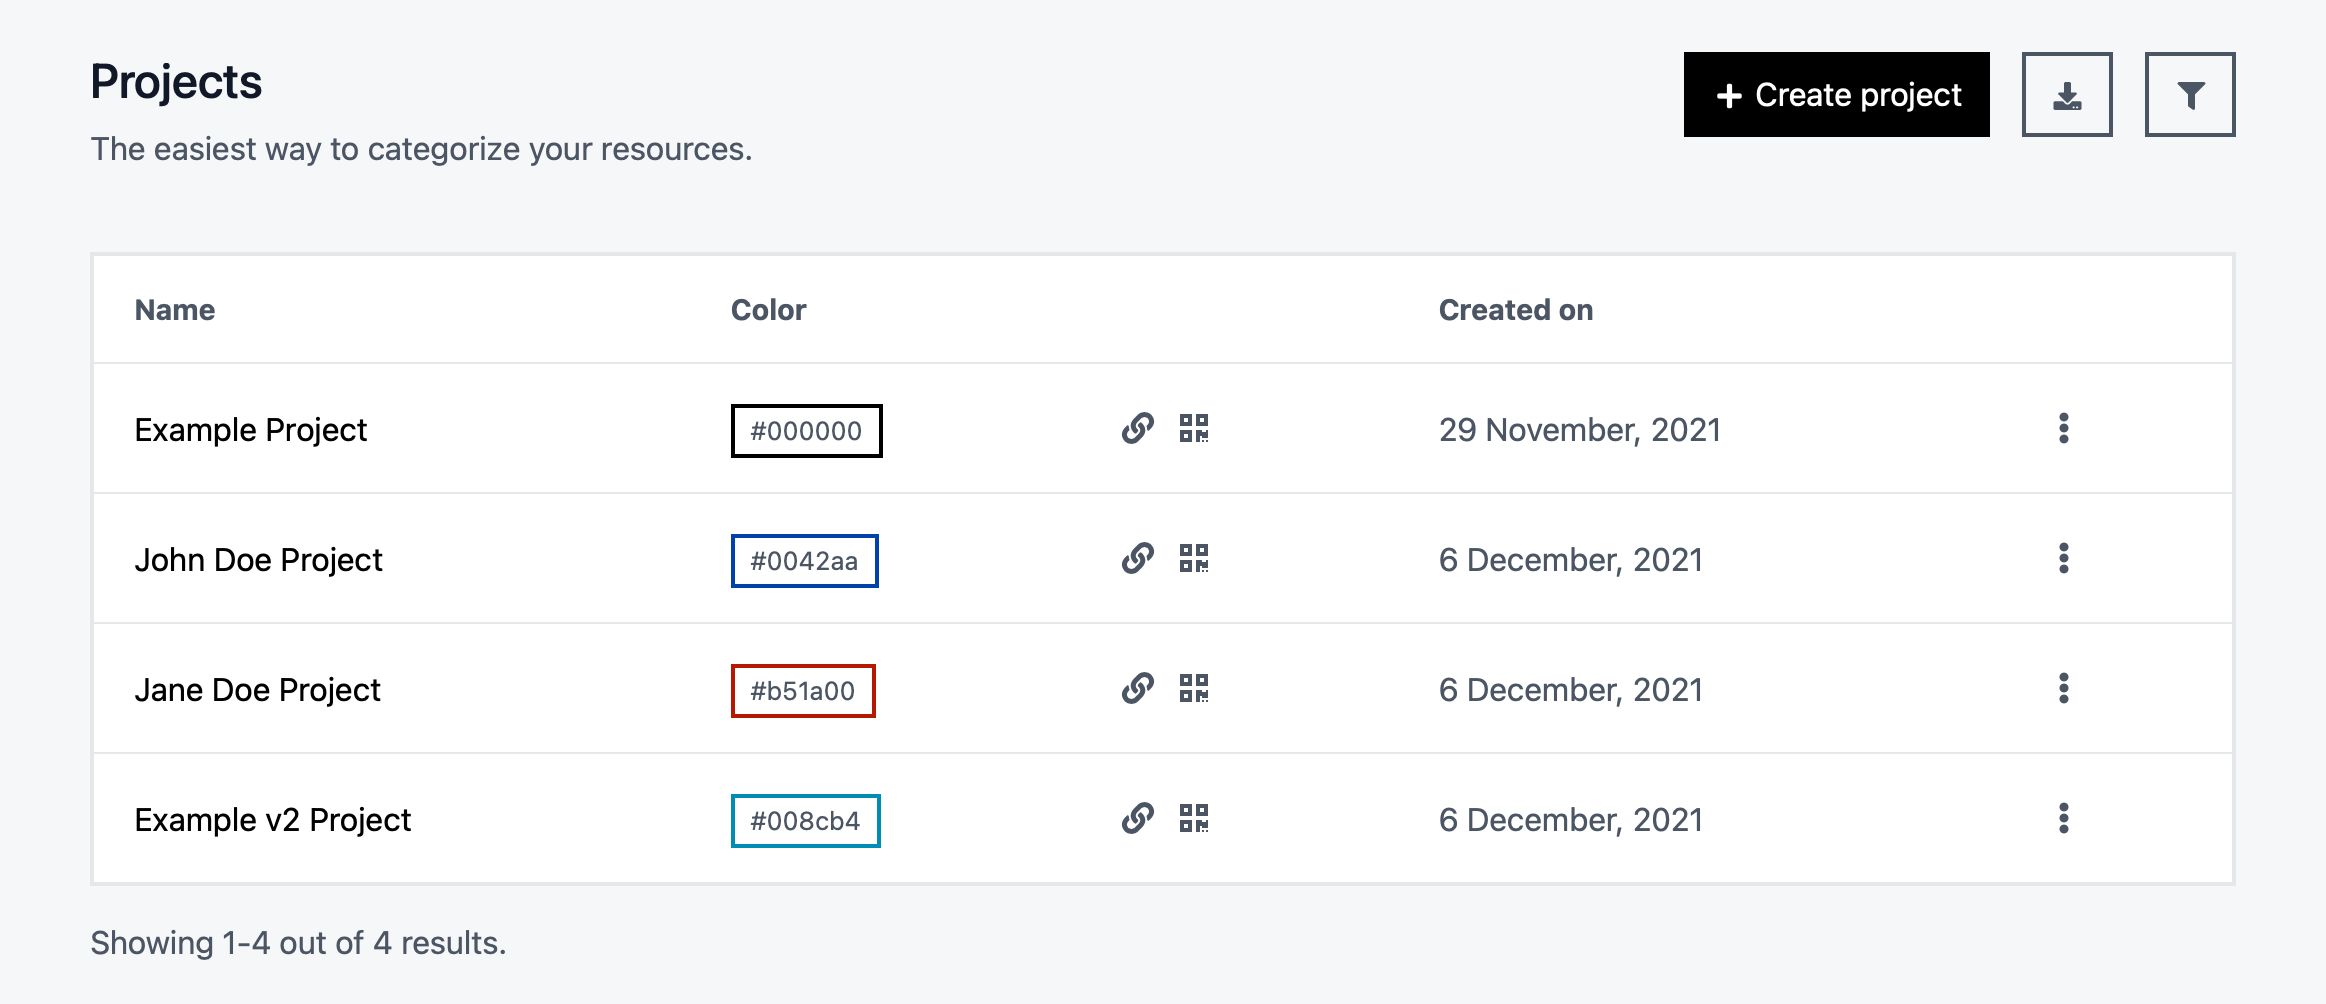 Projects
+ Create project
The easiest way to categorize your resources.
Name Color Created on
Example Project #000000 29 November, 2021
John Doe Project #0042aa 6 December, 2021
Jane Doe Project #b51a00 6 December, 2021
Example v2 Project #008cb4 6 December, 2021
Showing 1-4 out of 4 results.